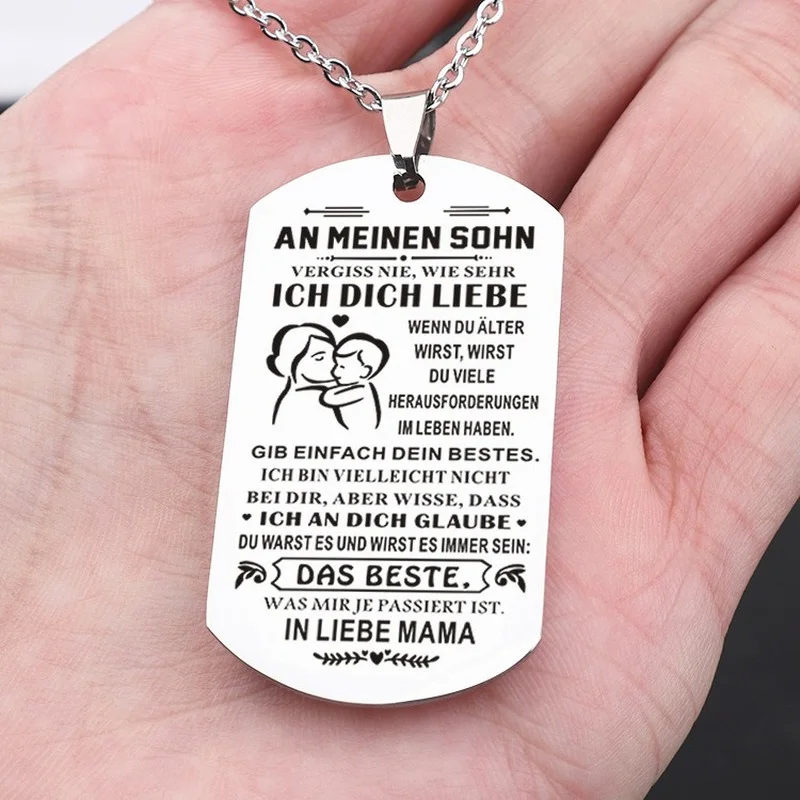 AN MEINEN SOHN
VERGISS NIE, WIE SEHR
ICH DICH LIEBE
WENN DU ÄLTER
WIRST, WIRST
DU VIELE
HERAUSFORDERUNGEN
IM LEBEN HABEN.
GIB EINFACH DEIN BESTES.
ICH BIN VIELLEICHT NICHT
BEI DIR, ABER WISSE, DASS
ICH AN DICH GLAUBE
DU WARST ES UND WIRST ES IMMER SEIN:
DAS BESTE,
WAS MIR JE PASSIERT IST.
IN LIEBE MAMA